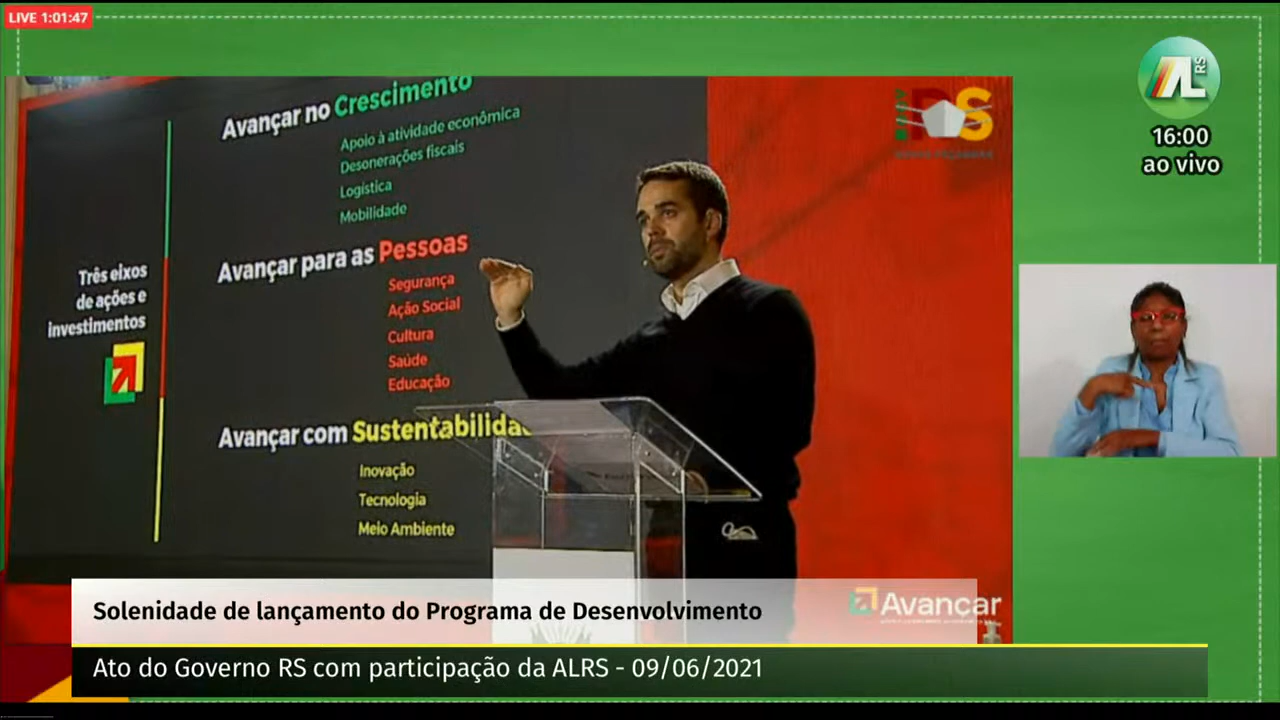 LIVE 1:01:47
RS
16:00
ao vivo
Avançar no Crescimento
Apoio à atividade econômica
Desonerações fiscais
Logística
Mobilidade
Três eixos
de ações e
investimentos
Avançar para as Pessoas
Segurança
Ação Social
Cultura
Saúde
Educação
Avançar com
Inovação
Tecnologia
Meio Ambiente
RS
Avançar
Solenidade de lançamento do Programa de Desenvolvimento
Ato do Governo RS com participação da ALRS - 09/06/2021